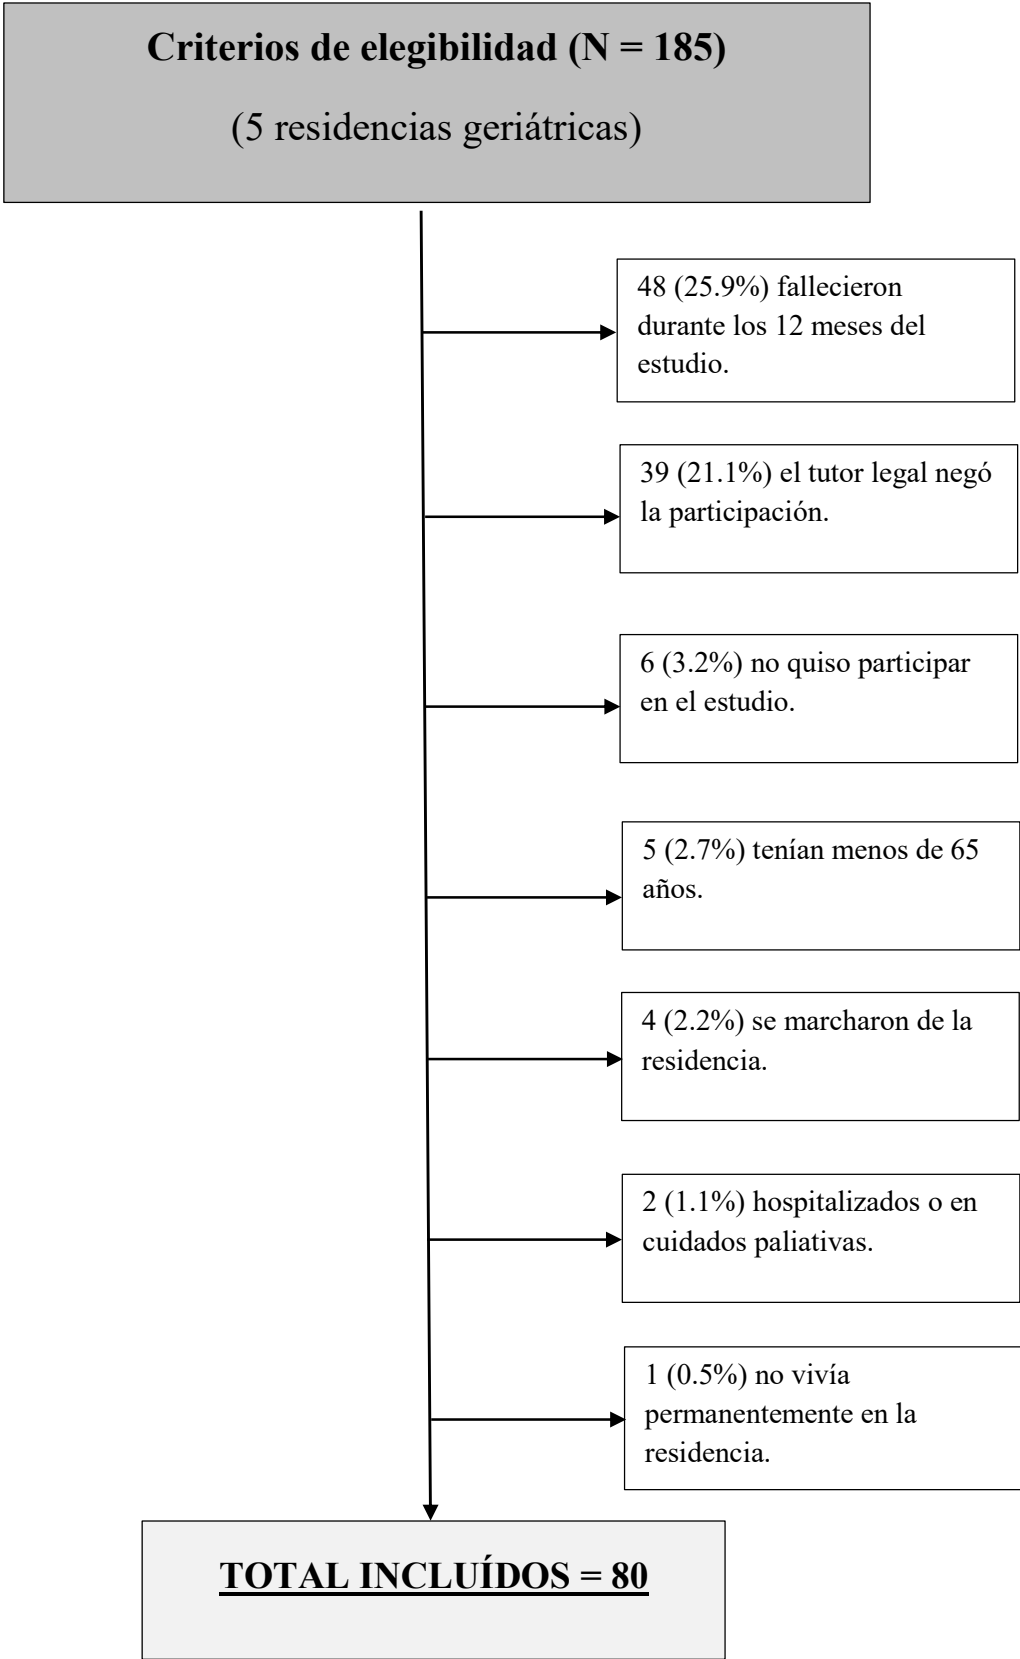 Criterios de elegibilidad (N = 185)
(5 residencias geriátricas)
48 (25.9%) fallecieron
durante los 12 meses del
estudio.
39 (21.1%) el tutor legal negó
la participación.
6 (3.2%) no quiso participar
en el estudio.
5 (2.7%) tenían menos de 65
años.
4 (2.2%) se marcharon de la
residencia.
2 (1.1%) hospitalizados o en
cuidados paliativas.
1 (0.5%) no vivía
permanentemente en la
residencia.
TOTAL INCLUÍDOS = 80